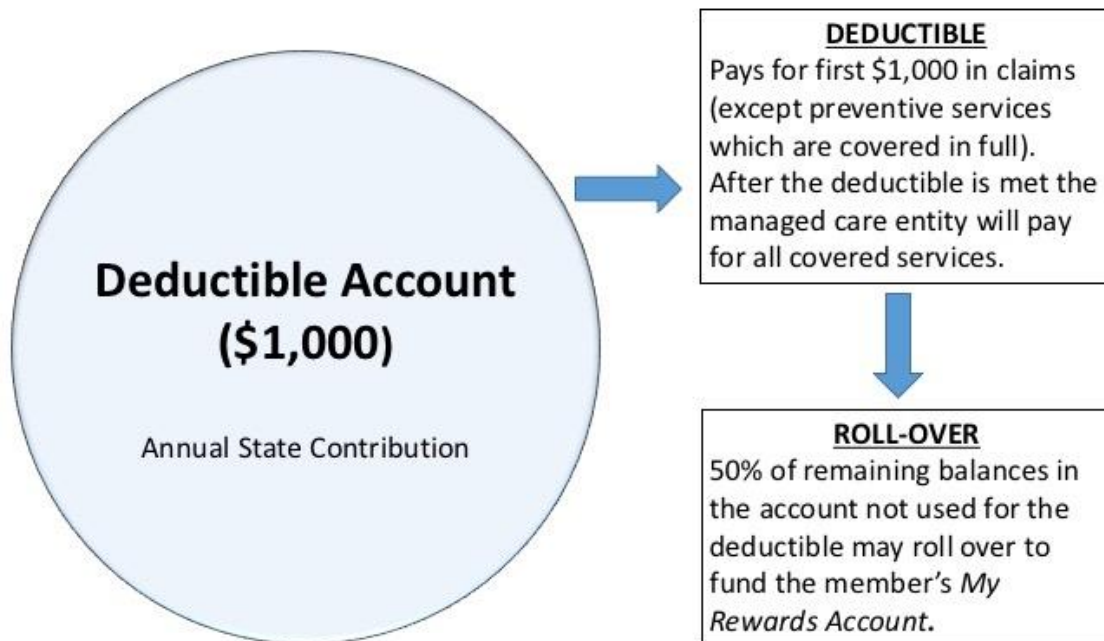 Deductible Account
($1,000)
Annual State Contribution
DEDUCTIBLE
Pays for first $1,000 in claims
(except preventive services
which are covered in full).
After the deductible is met the
managed care entity will pay
for all covered services.
ROLL-OVER
50% of remaining balances in
the account not used for the
deductible may roll over to
fund the member’s My
Rewards Account.